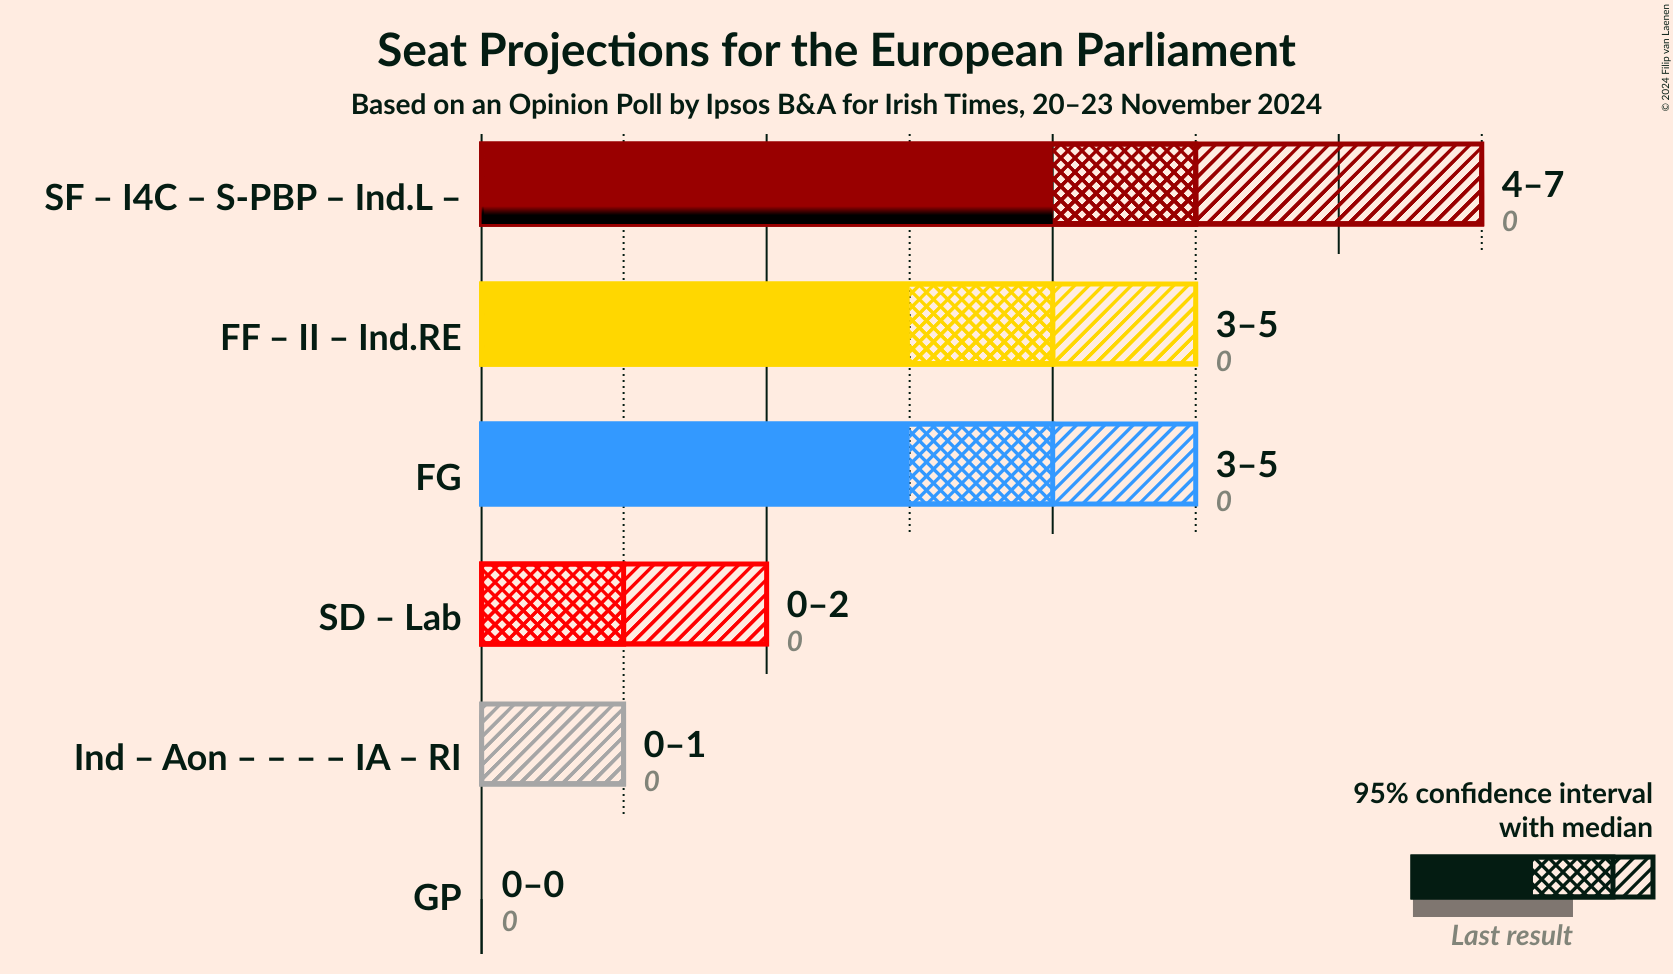 Seat Projections for the European Parliament
Based on an Opinion Poll by Ipsos B&A for Irish Times, 20–23 November 2024
© 2024 Filip van Laenen
SF – I4C – S-PBP – Ind.L –
4–7
0
FF – II – Ind.RE
3–5
0
FG
3–5
0
SD – Lab
0–2
0
Ind – Aon – – – – IA – RI
0–1
0
GP
0–0
0
95% confidence interval
with median
Last result